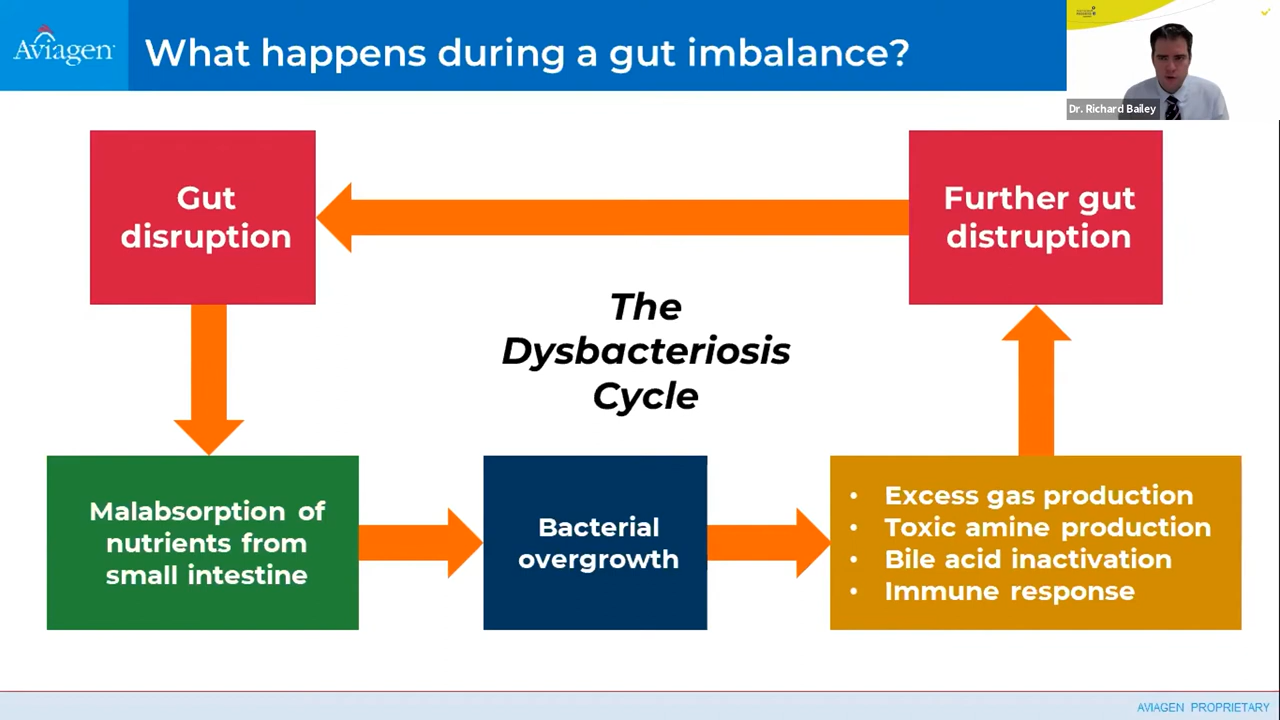 Aviagen
What happens during a gut imbalance?
Dr. Richard Bailey
Gut
disruption
Further gut
distruption
The
Dysbacteriosis
Cycle
Malabsorption of
nutrients from
small intestine
Bacterial
overgrowth
• Excess gas production
• Toxic amine production
• Bile acid inactivation
• Immune response
AVIAGEN PROPRIETARY